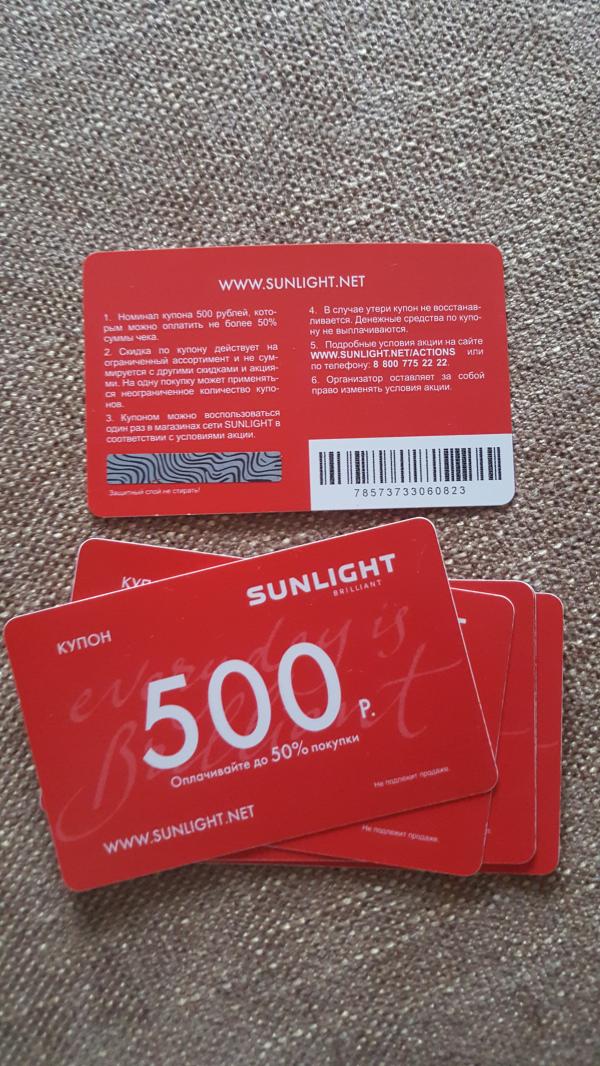 WWW.SUNLIGHT.NET
1. Номинал купона 500 рублей, кото-
рым можно оплатить не более 50%
суммы чека.
2. Скидка по купону действует на
ограниченный ассортимент и не сум-
мируется с другими скидками и акция-
ми. На одну покупку может применять-
ся неограниченное количество купо-
нов.
3. Купоном можно воспользоваться
один раз в магазинах сети SUNLIGHT в
соответствии с условиями акции.
Защитный слой не стирать!
4. В случае утери купон не восстанав-
ливается. Денежные средства по купо-
ну не выплачиваются.
5. Подробные условия акции на сайте
WWW.SUNLIGHT.NET/ACTIONS или
по телефону: 8 800 775 22 22.
6. Организатор оставляет за собой
право изменять условия акции.
78573733060823
SUNLIGHT
BRILLIANT
КУПОН
everyday is
Brilliant
500 Р.
Оплачивайте до 50% покупки
Не подлежит продаже.
WWW.SUNLIGHT.NET
Не подлежит продаже.